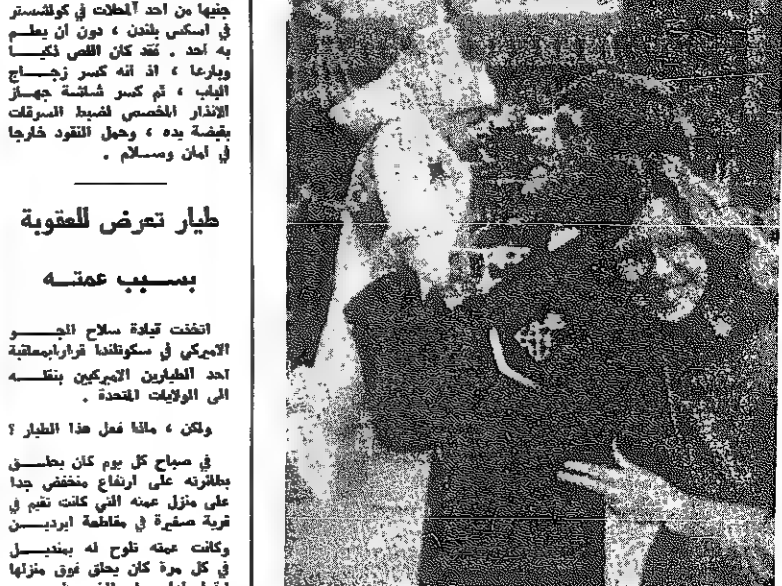 جنيها من احد المحلات في كولشستر
في اسكس بلندن ، دون أن يعلم
به أحد . فقد كان اللص ذكيا
وبارعا ، اذ انه كسر زجاج
الباب ، ثم كسر شاشة جهاز
الانذار المخصص لضبط السرقات
بقبضة يده ، وحمل النقود خارجا
في امان وسلام .
طيار تعرض للعقوبة
بسبب عمته
اتخذت قيادة سلاح الجو
الاميركي في سكوتلندا قرارا بمعاقبة
احد الطيارين الاميركيين بنقله
الى الولايات المتحدة .
ولكن ، ماذا فعل هذا الطيار ؟
في صباح كل يوم كان يحلق
بطائرته على ارتفاع منخفض جدا
على منزل عمته التي كانت تقيم في
قرية صغيرة في مقاطعة ابردين
وكانت عمته تلوح له بمنديل
في كل مرة كان يحلق فوق منزلها